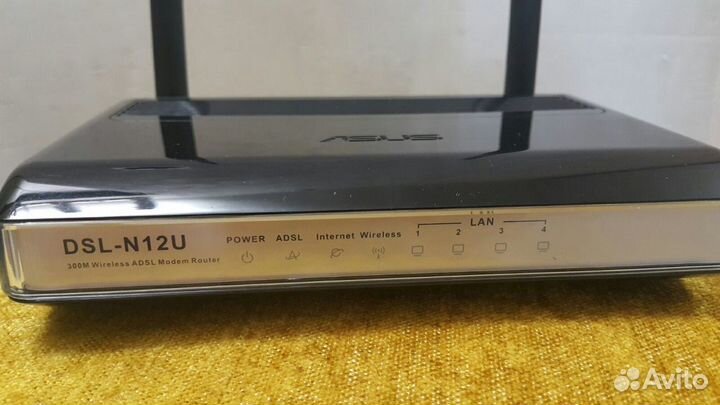 ASUS
DSL-N12U
300M Wireless ADSL Modem Router
POWER ADSL Internet Wireless
LAN
1 2 3 4
Avito